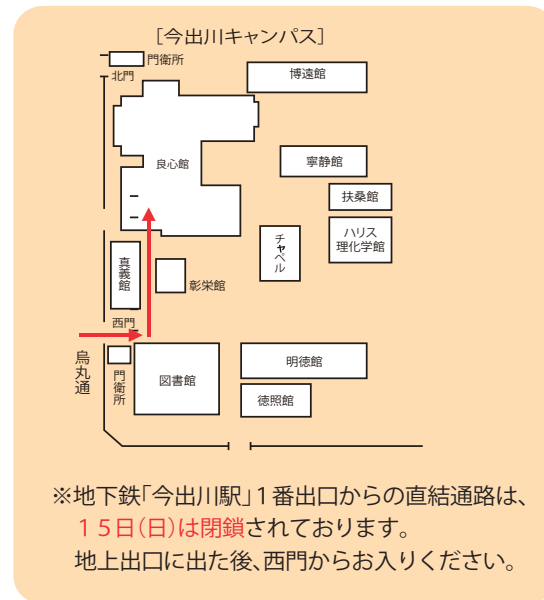 ［今出川キャンパス］
門衛所
北門
博遠館
良心館
寧静館
扶桑館
チャペル
ハリス
理化学館
真義館
彰栄館
西門
烏丸通
門衛所
図書館
明徳館
徳照館
※地下鉄「今出川駅」１番出口からの直結通路は、
１５日（日）は閉鎖されております。
地上出口に出た後、西門からお入りください。